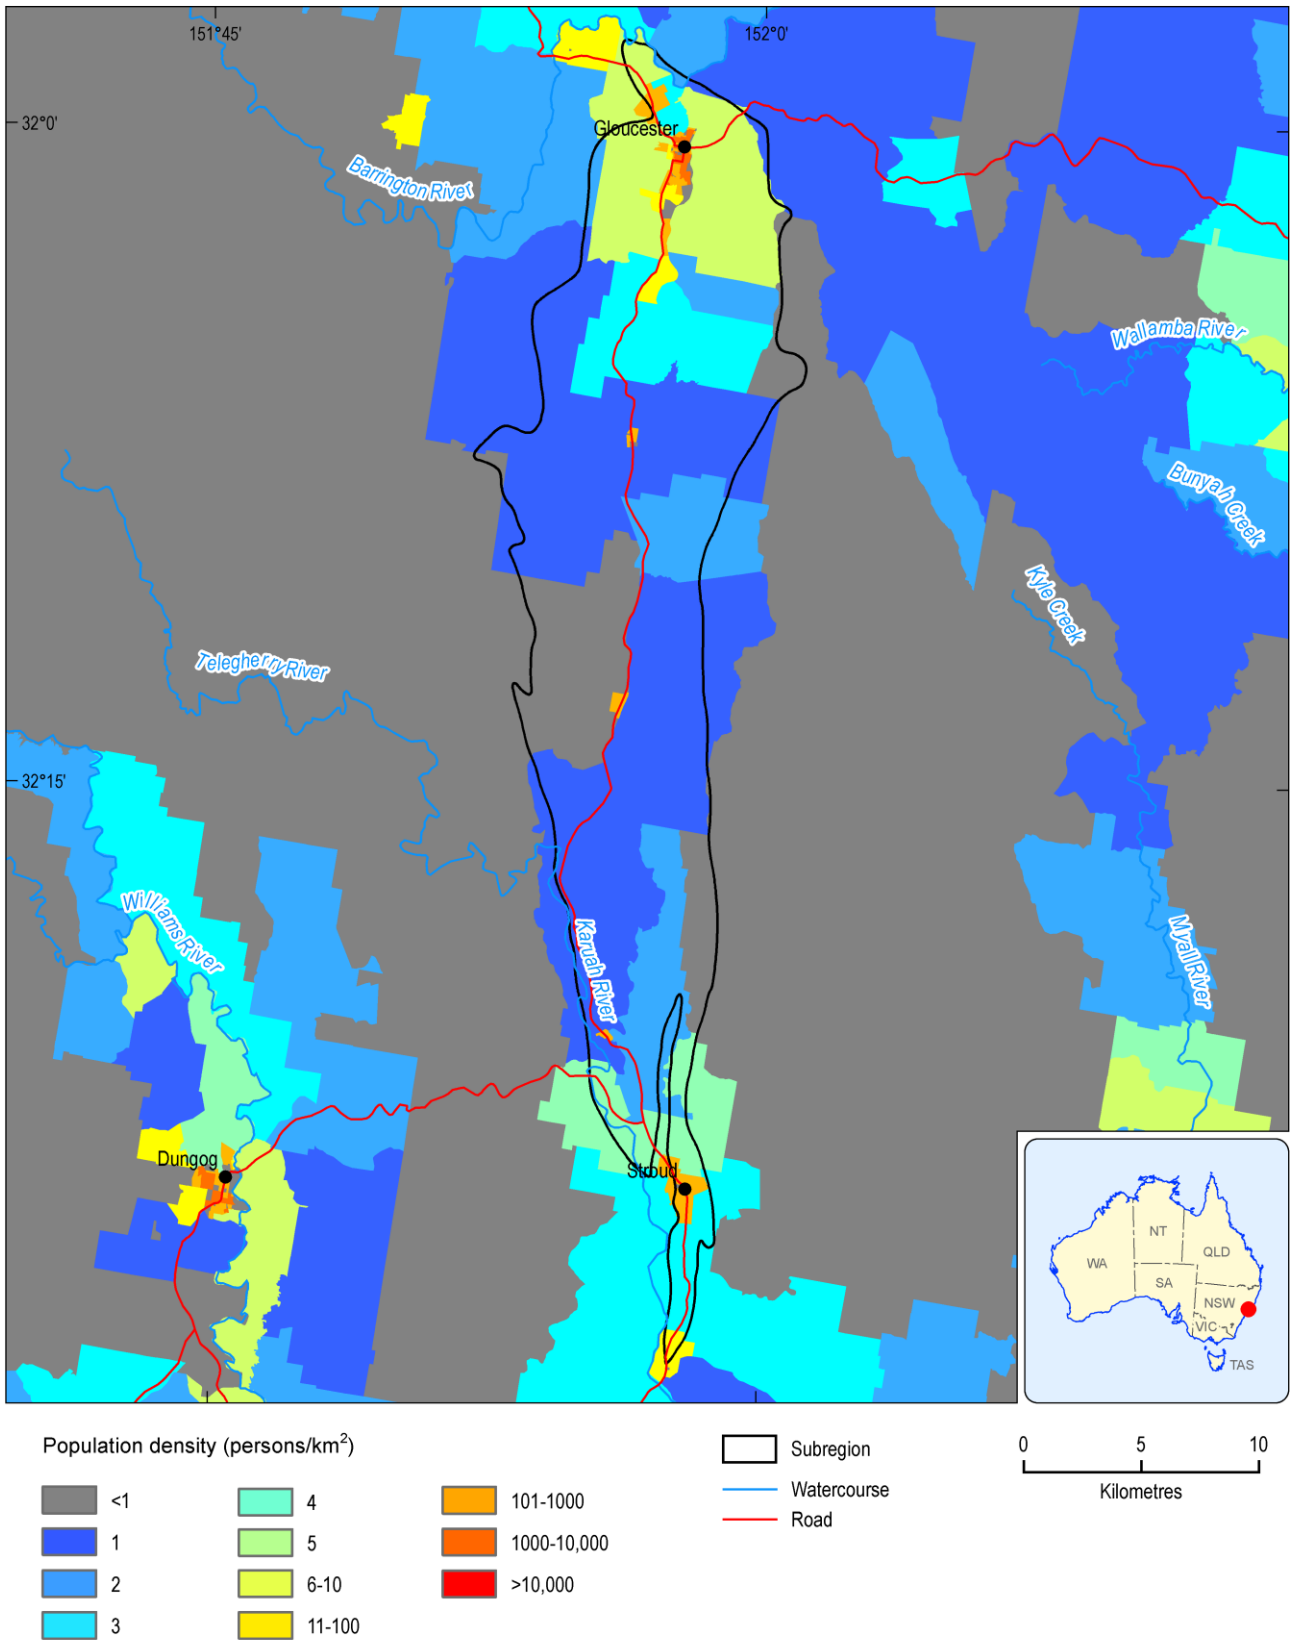 151°45'
152°0'
32°0'
Gloucester
Barrington River
Wallamba River
Bunyah Creek
Kyle Creek
Telegherry River
32°15'
Williams River
Karuah River
Myall River
Dungog
Stroud
NT
WA
QLD
SA
NSW
VIC
TAS
Population density (persons/km²)
<1
1
2
3
4
5
6-10
11-100
101-1000
1000-10,000
>10,000
Subregion
Watercourse
Road
0 5 10
Kilometres